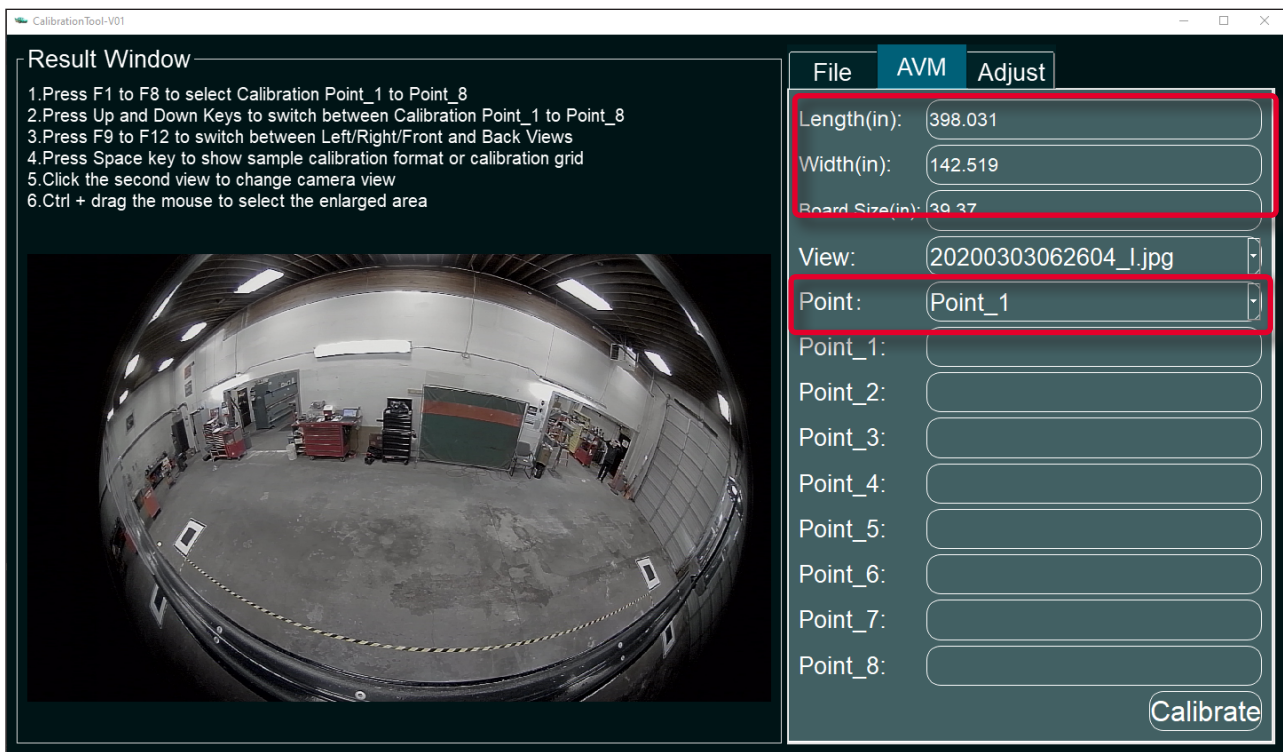 CalibrationTool-V01
Result Window
1.Press F1 to F8 to select Calibration Point_1 to Point_8
2.Press Up and Down Keys to switch between Calibration Point_1 to Point_8
3.Press F9 to F12 to switch between Left/Right/Front and Back Views
4.Press Space key to show sample calibration format or calibration grid
5.Click the second view to change camera view
6.Ctrl + drag the mouse to select the enlarged area
File AVM Adjust
Length(in): 398.031
Width(in): 142.519
Board Size(in): 39.37
View: 20200303062604_l.jpg
Point: Point_1
Point_1:
Point_2:
Point_3:
Point_4:
Point_5:
Point_6:
Point_7:
Point_8:
Calibrate